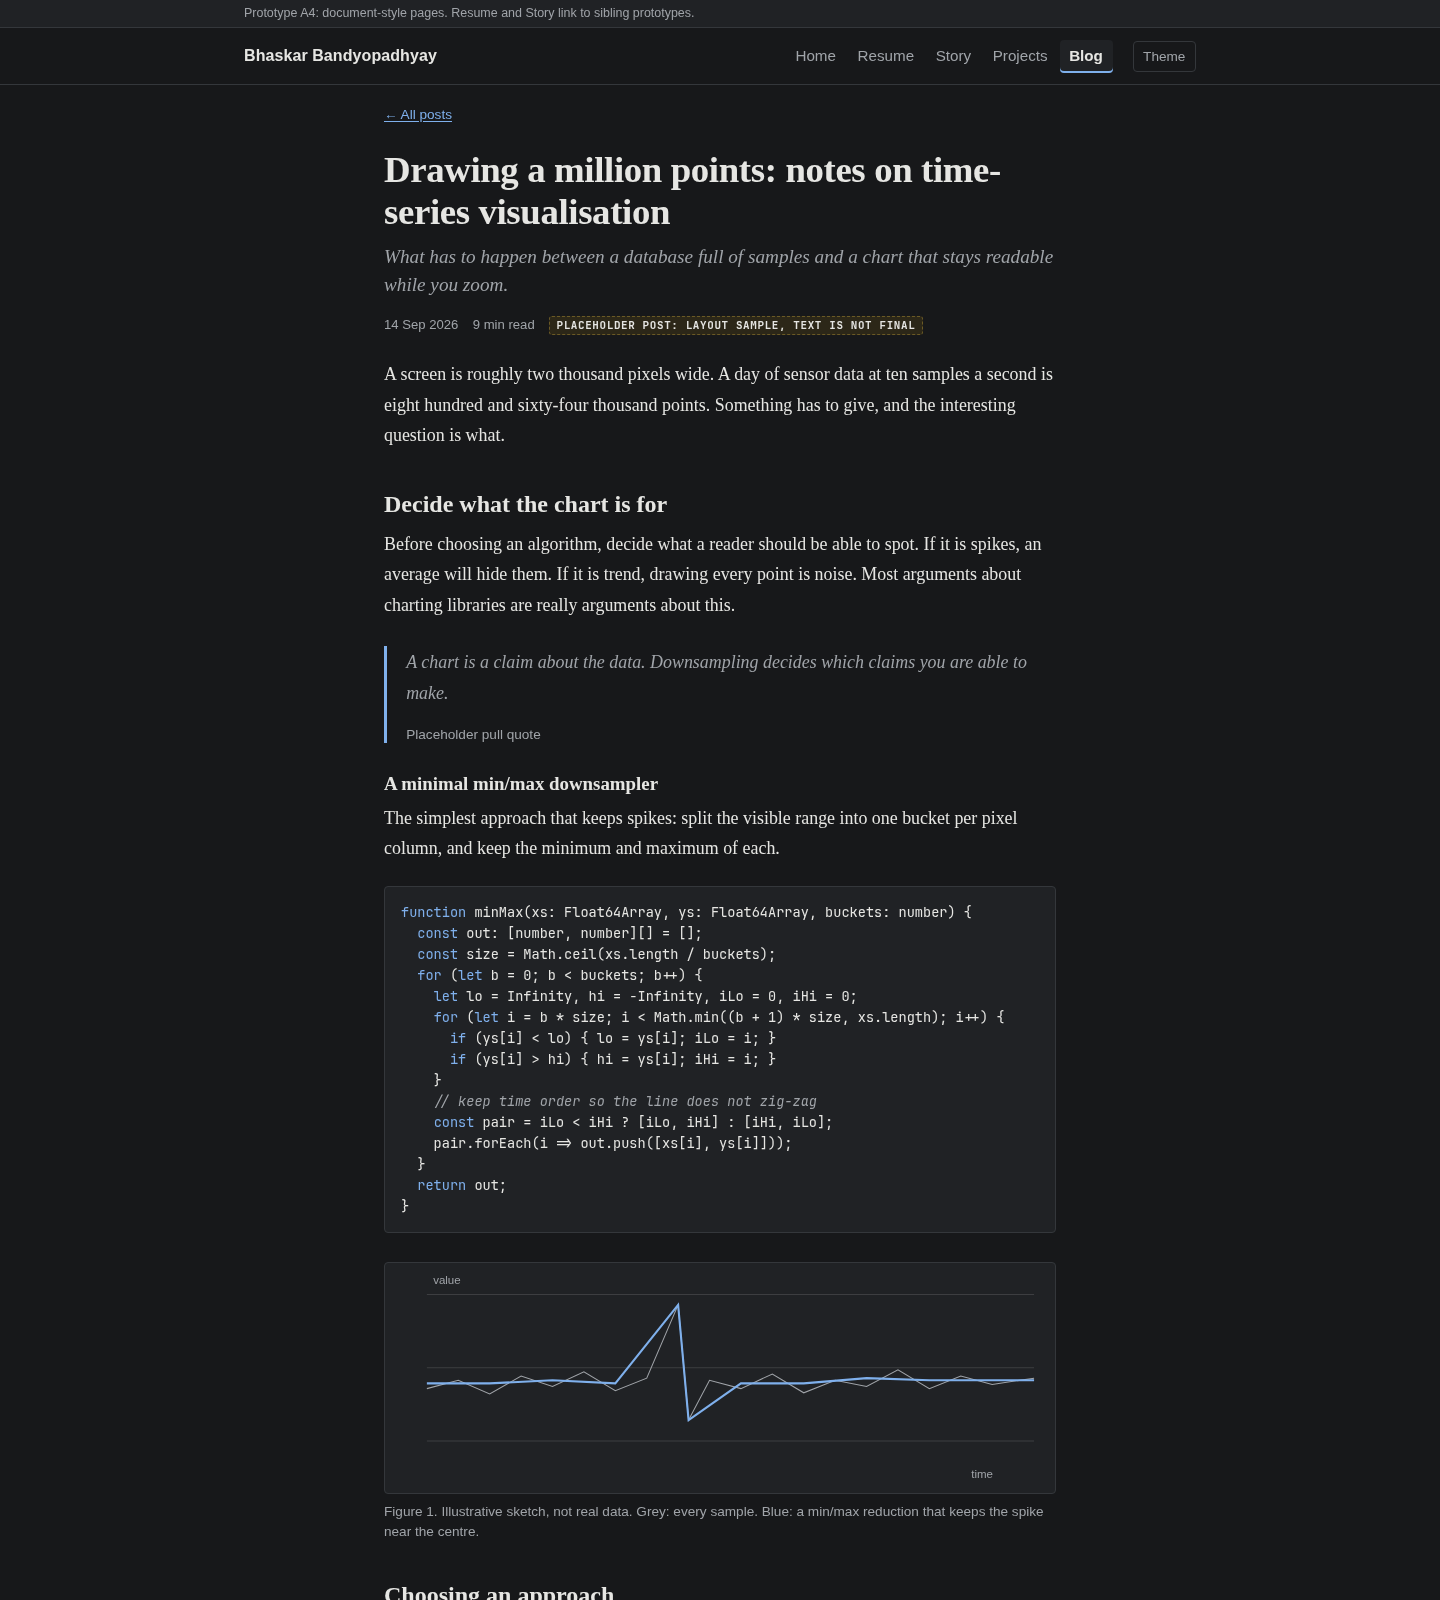 Prototype A4: document-style pages. Resume and Story link to sibling prototypes.
Bhaskar Bandyopadhyay
Home Resume Story Projects Blog Theme
← All posts
Drawing a million points: notes on time-
series visualisation
What has to happen between a database full of samples and a chart that stays readable
while you zoom.
14 Sep 2026 9 min read PLACEHOLDER POST: LAYOUT SAMPLE, TEXT IS NOT FINAL
A screen is roughly two thousand pixels wide. A day of sensor data at ten samples a second is
eight hundred and sixty-four thousand points. Something has to give, and the interesting
question is what.
Decide what the chart is for
Before choosing an algorithm, decide what a reader should be able to spot. If it is spikes, an
average will hide them. If it is trend, drawing every point is noise. Most arguments about
charting libraries are really arguments about this.
A chart is a claim about the data. Downsampling decides which claims you are able to
make.
Placeholder pull quote
A minimal min/max downsampler
The simplest approach that keeps spikes: split the visible range into one bucket per pixel
column, and keep the minimum and maximum of each.
function minMax(xs: Float64Array, ys: Float64Array, buckets: number) {
  const out: [number, number][] = [];
  const size = Math.ceil(xs.length / buckets);
  for (let b = 0; b < buckets; b++) {
    let lo = Infinity, hi = -Infinity, iLo = 0, iHi = 0;
    for (let i = b * size; i < Math.min((b + 1) * size, xs.length); i++) {
      if (ys[i] < lo) { lo = ys[i]; iLo = i; }
      if (ys[i] > hi) { hi = ys[i]; iHi = i; }
    }
    // keep time order so the line does not zig-zag
    const pair = iLo < iHi ? [iLo, iHi] : [iHi, iLo];
    pair.forEach(i => out.push([xs[i], ys[i]]));
  }
  return out;
}
value
time
Figure 1. Illustrative sketch, not real data. Grey: every sample. Blue: a min/max reduction that keeps the spike
near the centre.
Choosing an approach